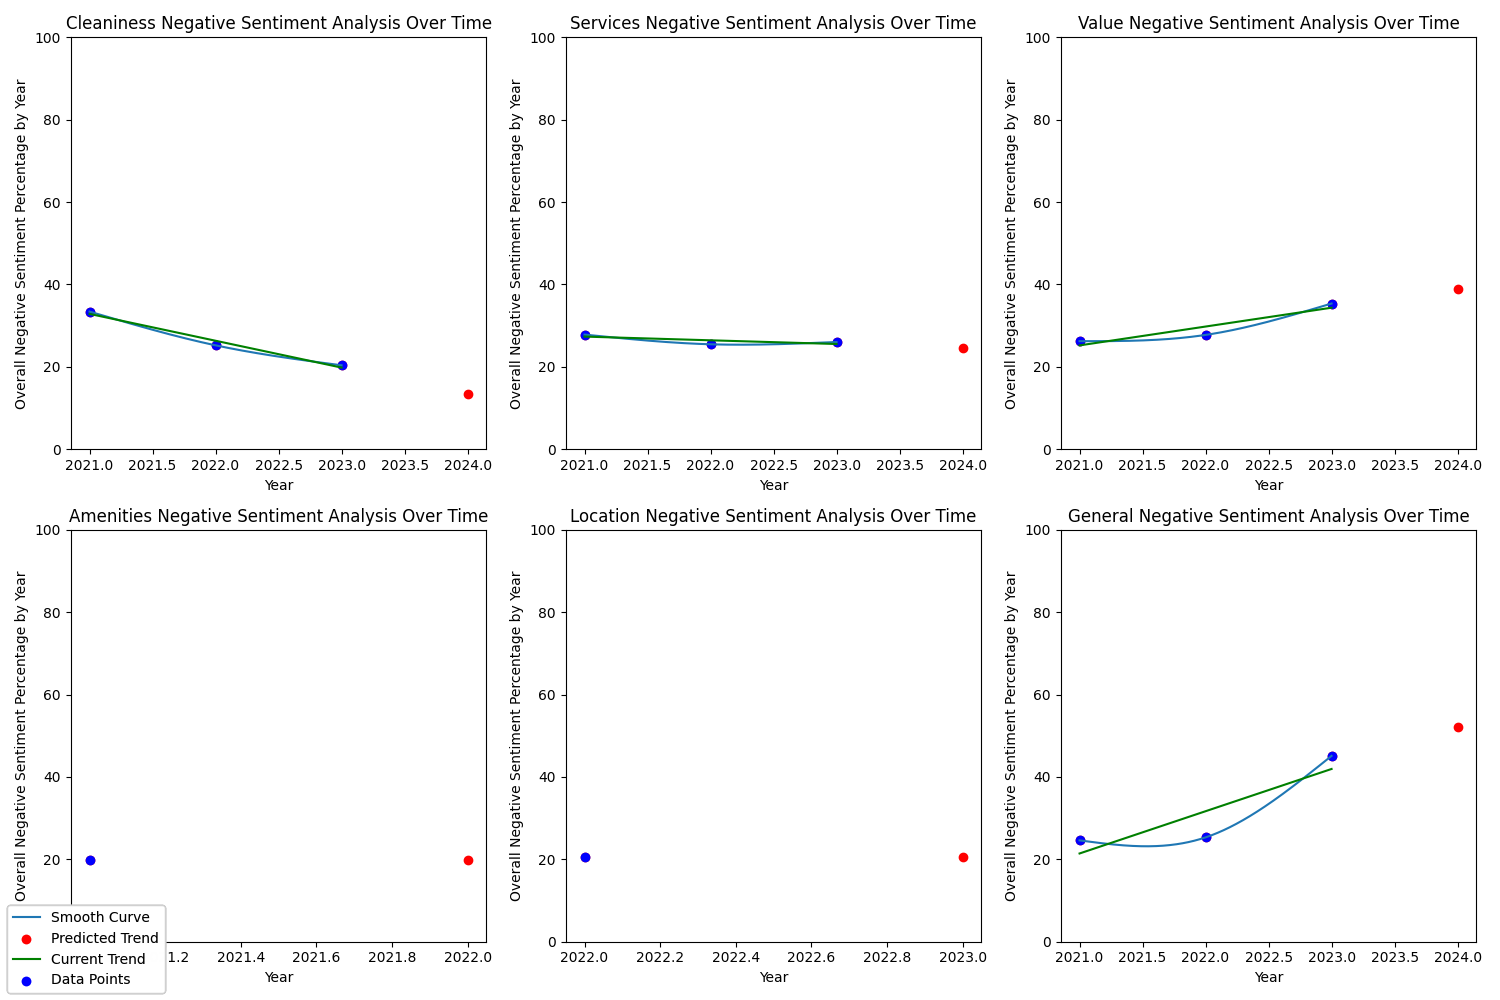 Cleaniness Negative Sentiment Analysis Over Time
Overall Negative Sentiment Percentage by Year
100
80
60
40
20
0
2021.0 2021.5 2022.0 2022.5 2023.0 2023.5 2024.0
Year
Services Negative Sentiment Analysis Over Time
Overall Negative Sentiment Percentage by Year
100
80
60
40
20
0
2021.0 2021.5 2022.0 2022.5 2023.0 2023.5 2024.0
Year
Value Negative Sentiment Analysis Over Time
Overall Negative Sentiment Percentage by Year
100
80
60
40
20
0
2021.0 2021.5 2022.0 2022.5 2023.0 2023.5 2024.0
Year
Amenities Negative Sentiment Analysis Over Time
Overall Negative Sentiment Percentage by Year
100
80
60
40
20
1.2 2021.4 2021.6 2021.8 2022.0
Year
Smooth Curve
Predicted Trend
Current Trend
Data Points
Location Negative Sentiment Analysis Over Time
Overall Negative Sentiment Percentage by Year
100
80
60
40
20
0
2022.0 2022.2 2022.4 2022.6 2022.8 2023.0
Year
General Negative Sentiment Analysis Over Time
Overall Negative Sentiment Percentage by Year
100
80
60
40
20
0
2021.0 2021.5 2022.0 2022.5 2023.0 2023.5 2024.0
Year